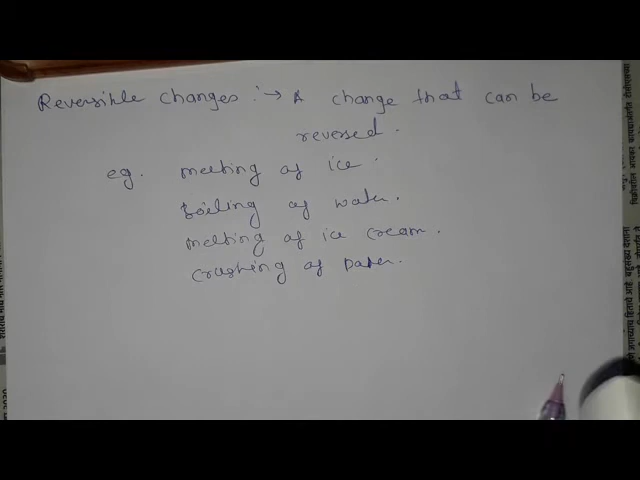 Reversible changes :→ A change that can be
reversed.
eg. melting of ice.
Boiling of water.
melting of ice cream.
crushing of paper.